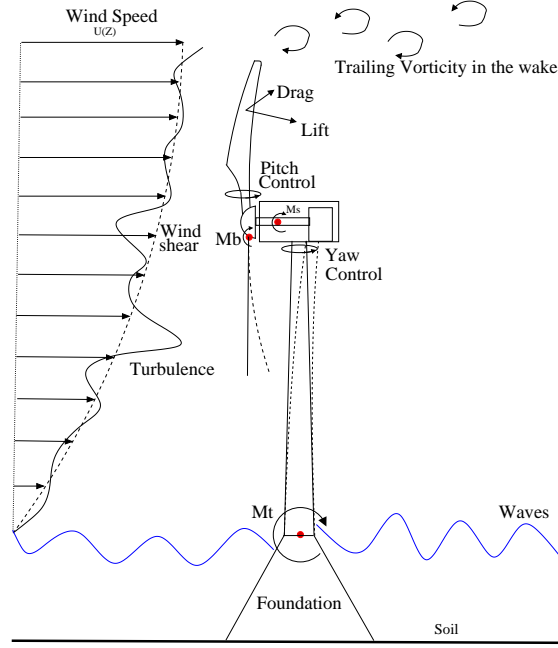 Wind Speed
U(Z)
Trailing Vorticity in the wake
Drag
Lift
Pitch
Control
Ms
Wind
shear
Mb
Yaw
Control
Turbulence
Mt
Waves
Foundation
Soil